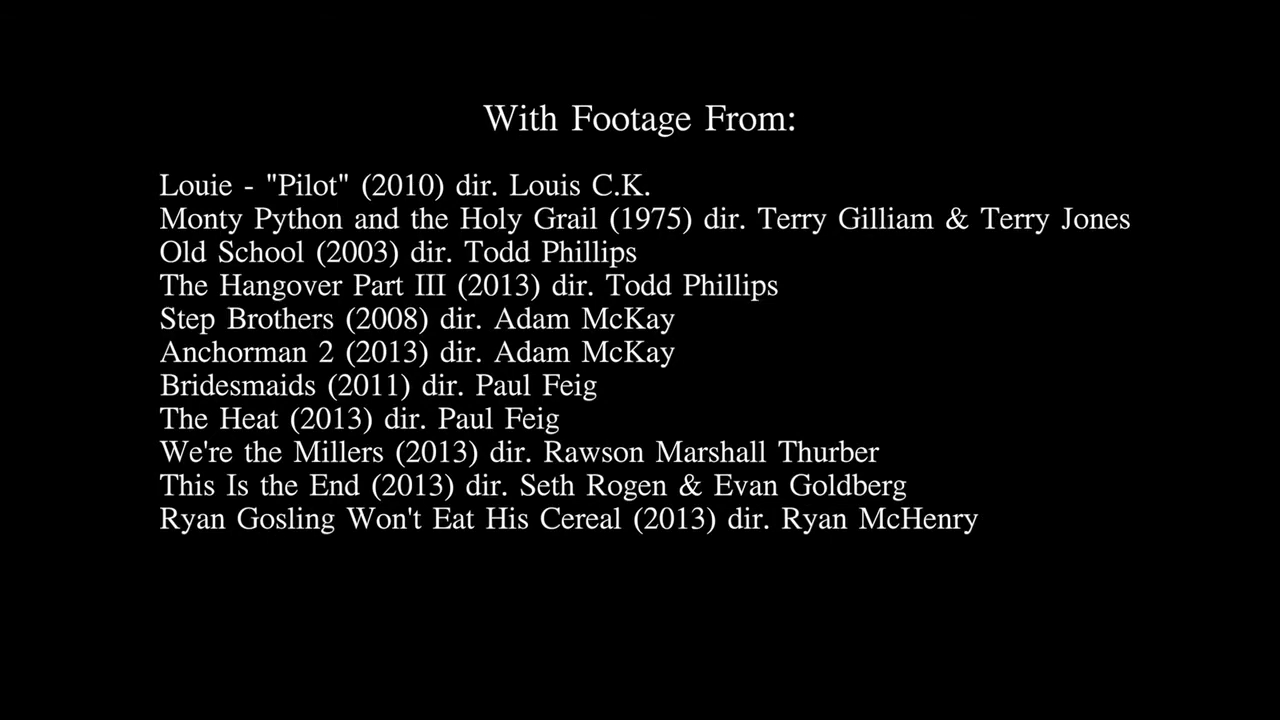 With Footage From:
Louie - "Pilot" (2010) dir. Louis C.K.
Monty Python and the Holy Grail (1975) dir. Terry Gilliam & Terry Jones
Old School (2003) dir. Todd Phillips
The Hangover Part III (2013) dir. Todd Phillips
Step Brothers (2008) dir. Adam McKay
Anchorman 2 (2013) dir. Adam McKay
Bridesmaids (2011) dir. Paul Feig
The Heat (2013) dir. Paul Feig
We're the Millers (2013) dir. Rawson Marshall Thurber
This Is the End (2013) dir. Seth Rogen & Evan Goldberg
Ryan Gosling Won't Eat His Cereal (2013) dir. Ryan McHenry